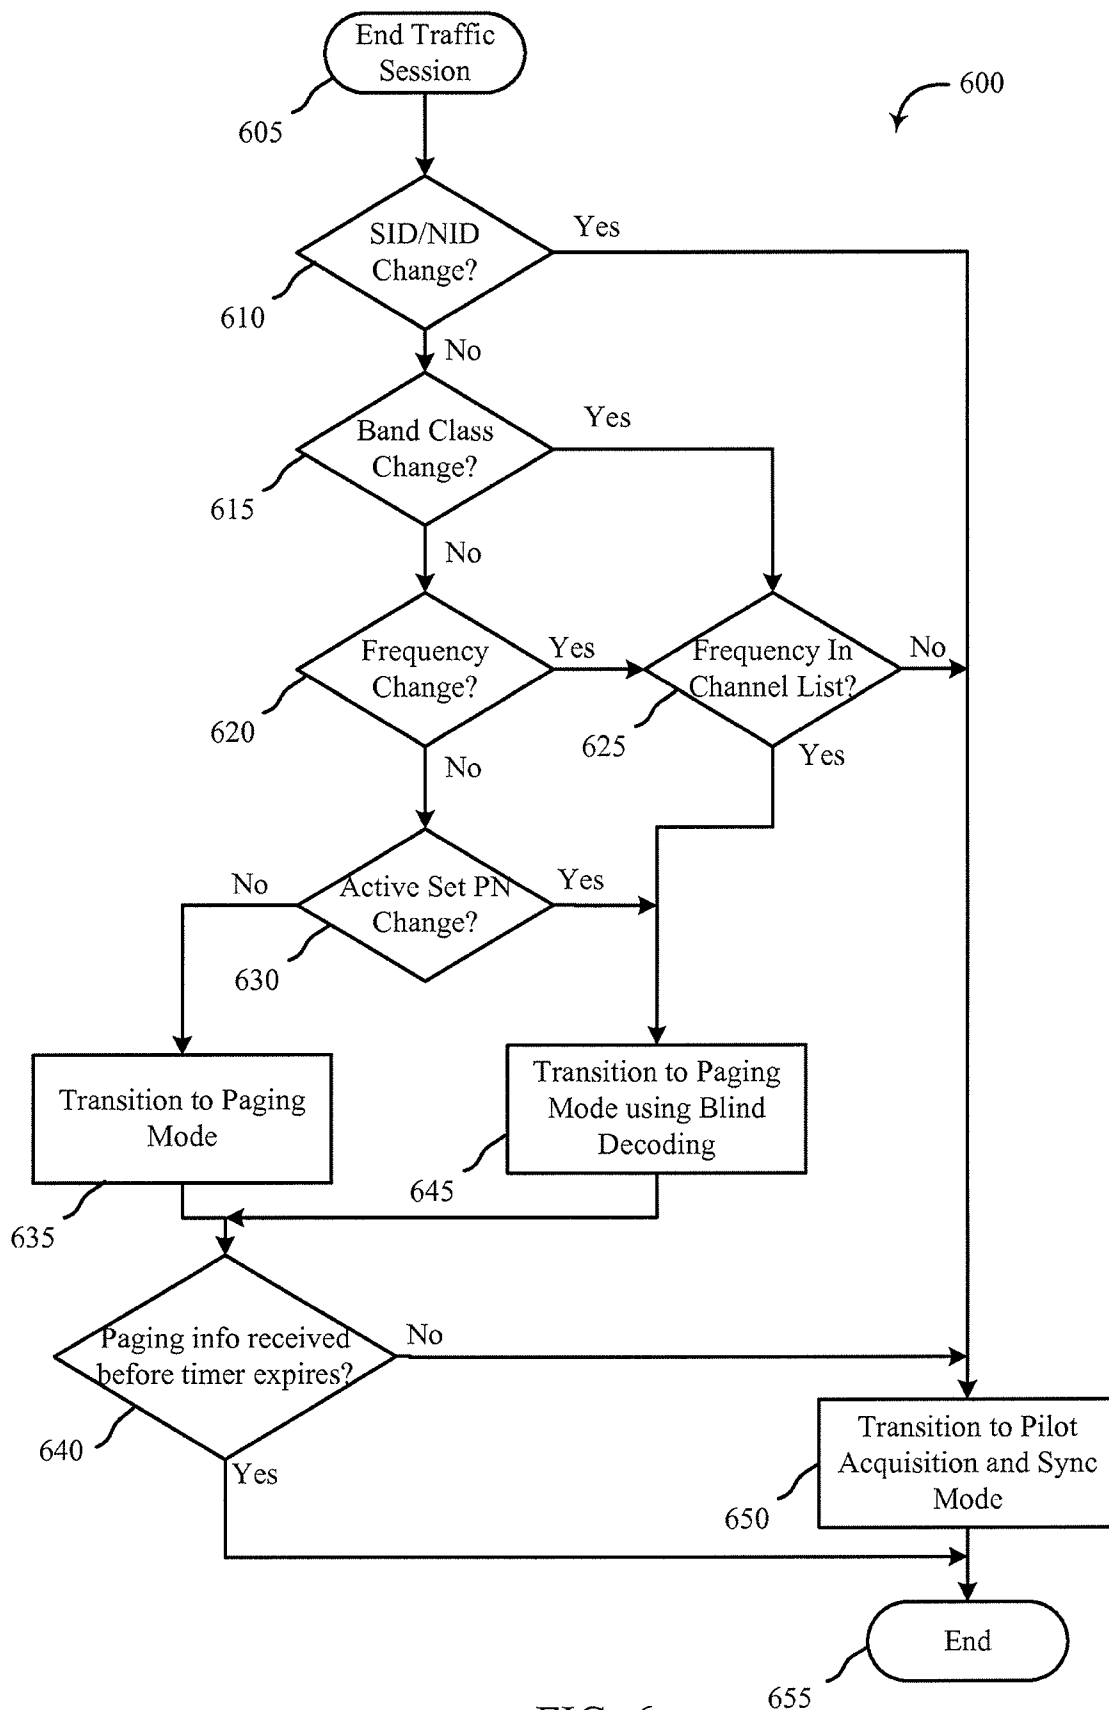 End Traffic
Session
600
605
SID/NID
Change?
Yes
610
No
Band Class
Change?
Yes
615
No
Frequency
Change?
Yes
Frequency In
Channel List?
No
620
625
No
Yes
Active Set PN
Change?
No
Yes
630
Transition to Paging
Mode
Transition to Paging
Mode using Blind
Decoding
635
645
Paging info received
before timer expires?
No
640
Yes
Transition to Pilot
Acquisition and Sync
Mode
650
End
655